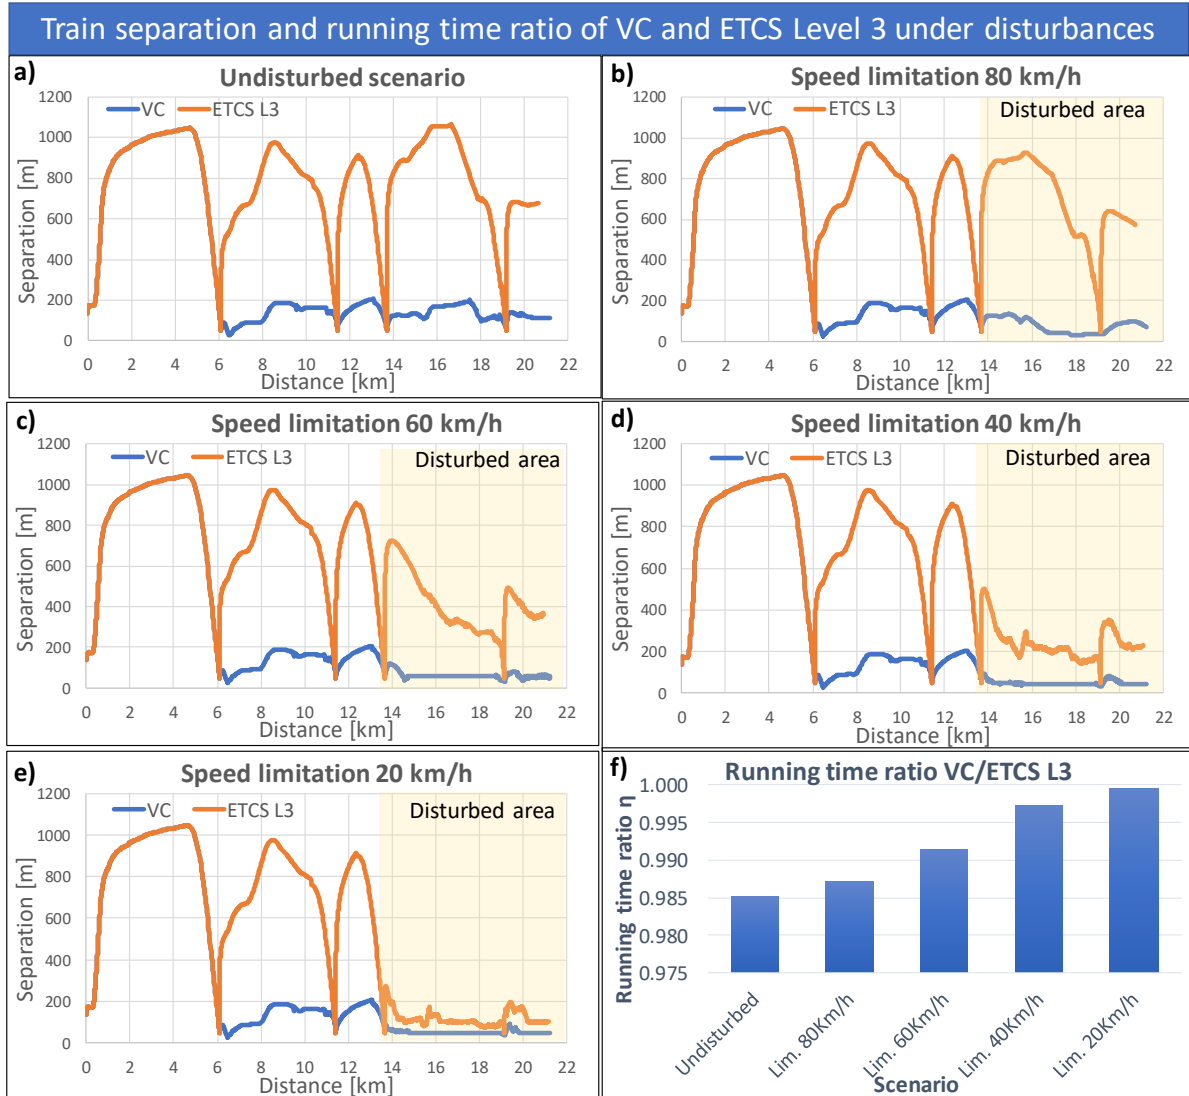 Train separation and running time ratio of VC and ETCS Level 3 under disturbances
a)
Undisturbed scenario
VC
ETCS L3
Separation [m]
1200
1000
800
600
400
200
0
0 2 4 6 8 10 12 14 16 18 20 22
Distance [km]
b)
Speed limitation 80 km/h
VC
ETCS L3
Disturbed area
Separation [m]
1200
1000
800
600
400
200
0
0 2 4 6 8 10 12 14 16 18 20 22
Distance [km]
c)
Speed limitation 60 km/h
VC
ETCS L3
Disturbed area
Separation [m]
1200
1000
800
600
400
200
0
0 2 4 6 8 10 12 14 16 18 20 22
Distance [km]
d)
Speed limitation 40 km/h
VC
ETCS L3
Disturbed area
Separation [m]
1200
1000
800
600
400
200
0
0 2 4 6 8 10 12 14 16 18 20 22
Distance [km]
e)
Speed limitation 20 km/h
VC
ETCS L3
Disturbed area
Separation [m]
1200
1000
800
600
400
200
0
0 2 4 6 8 10 12 14 16 18 20 22
Distance [km]
f)
Running time ratio VC/ETCS L3
Running time ratio η
1.000
0.995
0.990
0.985
0.980
0.975
Undisturbed
Lim. 80Km/h
Lim. 60Km/h
Lim. 40Km/h
Lim. 20Km/h
Scenario